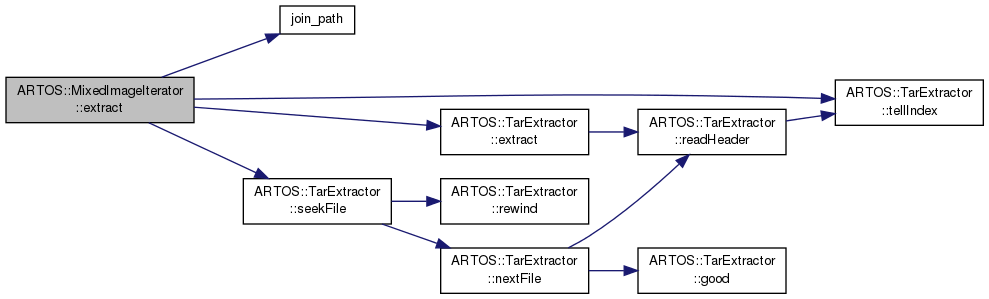 join_path
ARTOS::MixedImageIterator
::extract
ARTOS::TarExtractor
::tellIndex
ARTOS::TarExtractor
::extract
ARTOS::TarExtractor
::readHeader
ARTOS::TarExtractor
::seekFile
ARTOS::TarExtractor
::rewind
ARTOS::TarExtractor
::nextFile
ARTOS::TarExtractor
::good